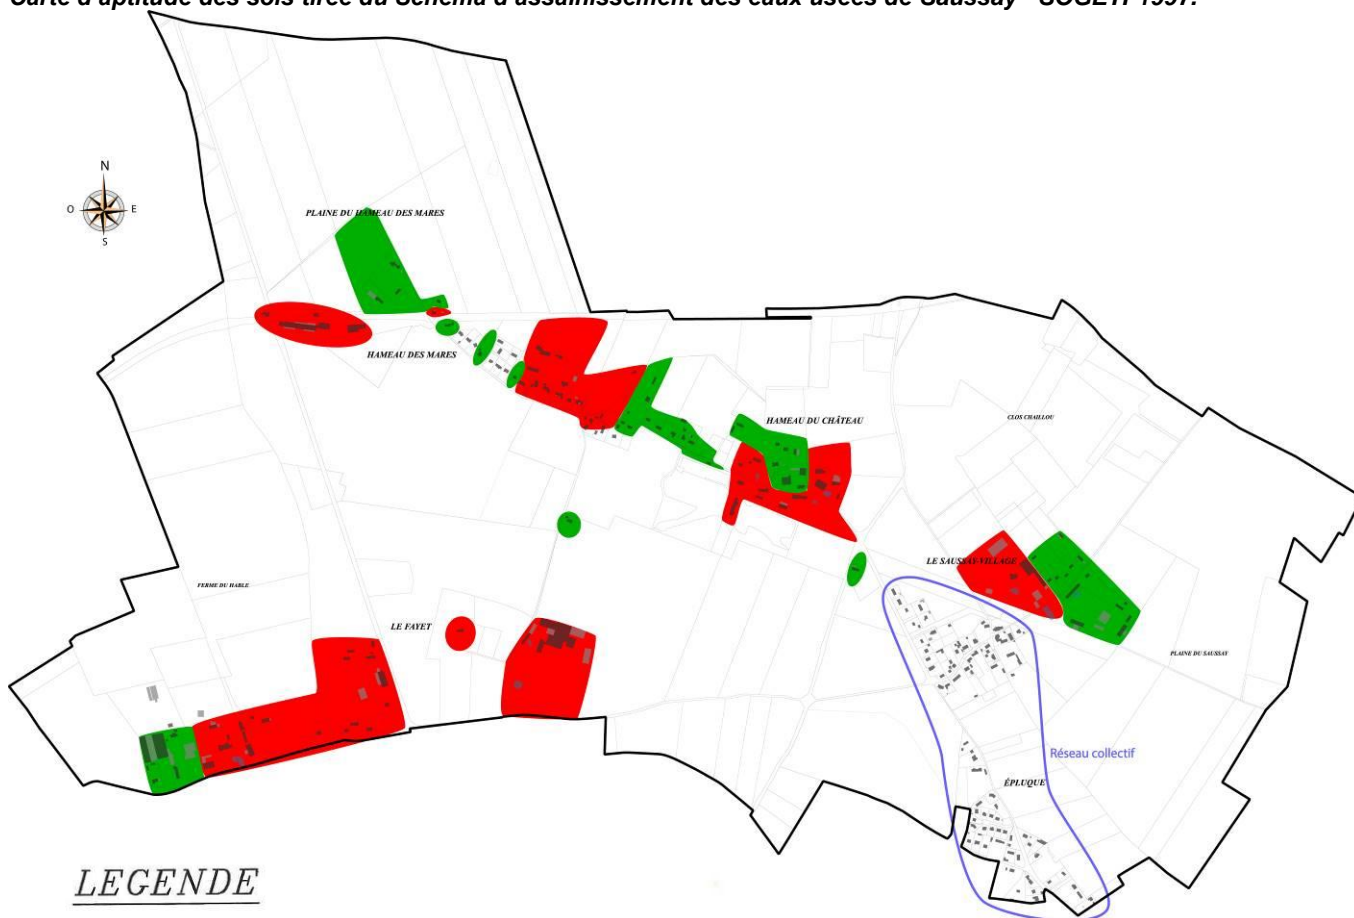 Carte d'aptitude des sols tirée du Schéma d'assainissement des eaux usées de Saussay - SOGETI 1997.
N
O
E
S
PLAINE DU HAMEAU DES MARES
HAMEAU DES MARES
HAMEAU DU CHÂTEAU
CLOS CHAILLOU
LE SAUSSAY-VILLAGE
FERME DU HABLE
LE FAYET
PLAINE DU SAUSSAY
Réseau collectif
ÉPLUQUE
LEGENDE